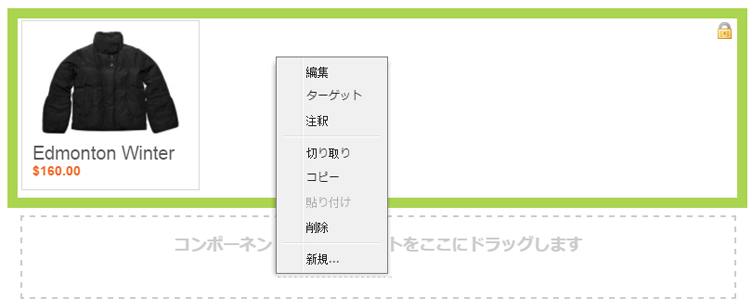 Edmonton Winter
$160.00
編集
ターゲット
注釈
切り取り
コピー
貼り付け
削除
新規...
コンポーネン
トをここにドラッグします